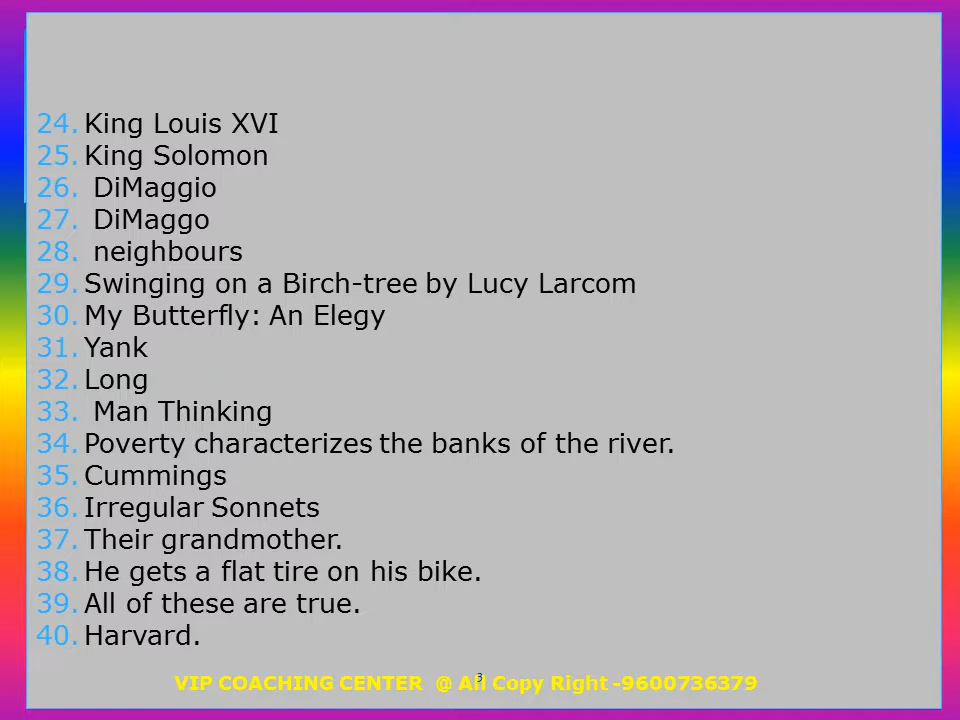 24. King Louis XVI
25. King Solomon
26. DiMaggio
27. DiMaggo
28. neighbours
29. Swinging on a Birch-tree by Lucy Larcom
30. My Butterfly: An Elegy
31. Yank
32. Long
33. Man Thinking
34. Poverty characterizes the banks of the river.
35. Cummings
36. Irregular Sonnets
37. Their grandmother.
38. He gets a flat tire on his bike.
39. All of these are true.
40. Harvard.
3
VIP COACHING CENTER @ All Copy Right -9600736379